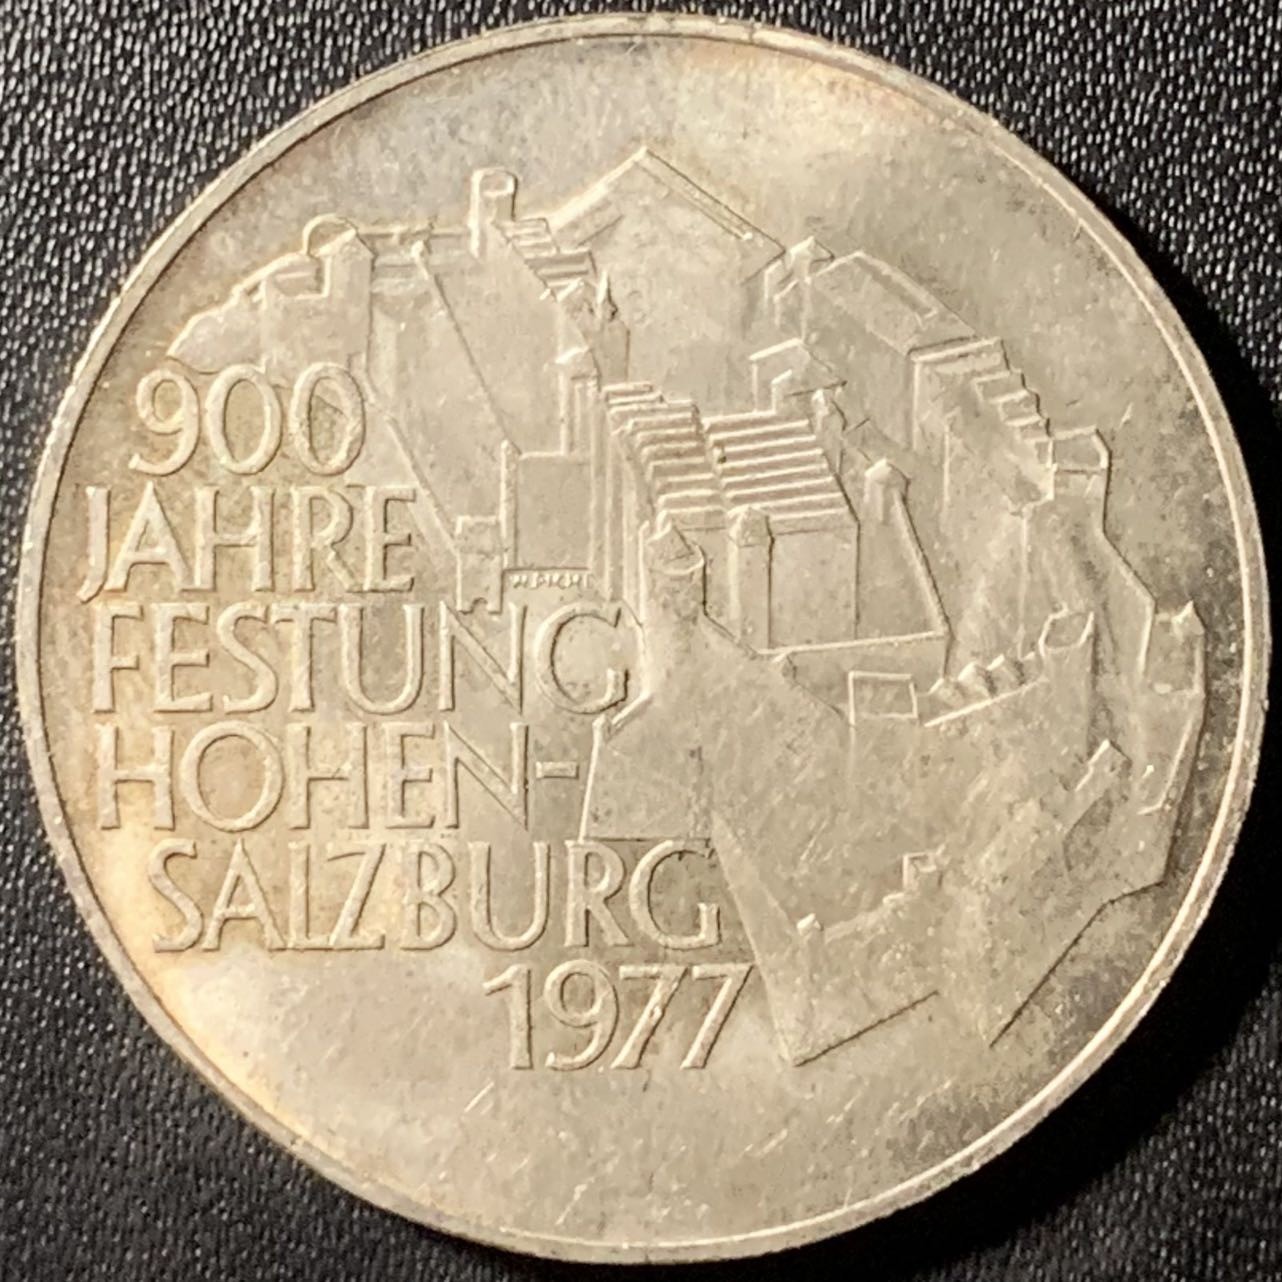 900
JAHRE
FESTUNG
HOHEN-
SALZBURG
1977